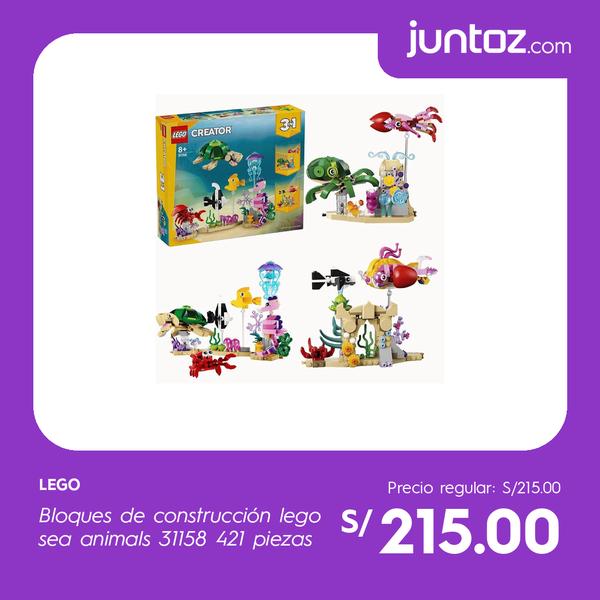 juntoz.com
LEGO CREATOR
3in1
8+
LEGO
Precio regular: S/215.00
Bloques de construcción lego
sea animals 31158 421 piezas
S/215.00